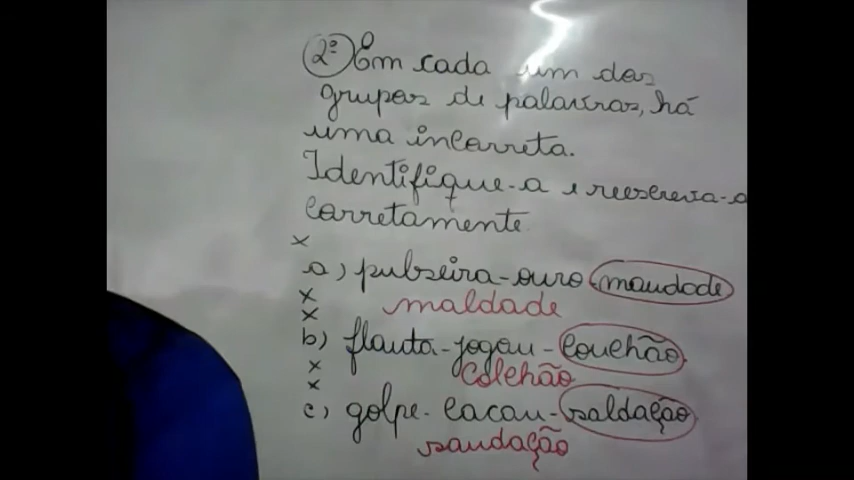 2º Em cada um dos
grupos de palavras, há
uma incorreta.
Identifique-a e reescreva-a
corretamente.
x
a) pulseira-ouro-maudade
x maldade
x
b) flauta-jogou-couchão
x colchão
x
c) golpe-cacau-saldação
saudação